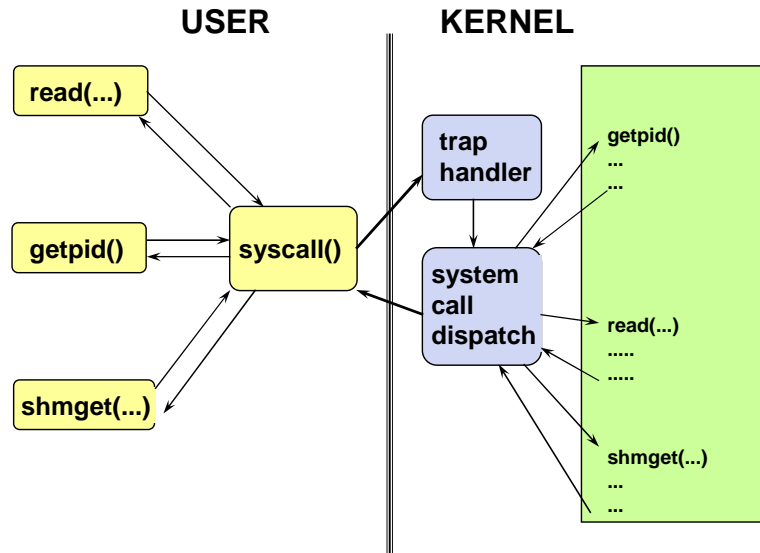 USER
KERNEL
read(...)
getpid()
shmget(...)
syscall()
trap
handler
system
call
dispatch
getpid()
...
...
read(...)
.....
.....
shmget(...)
...
...